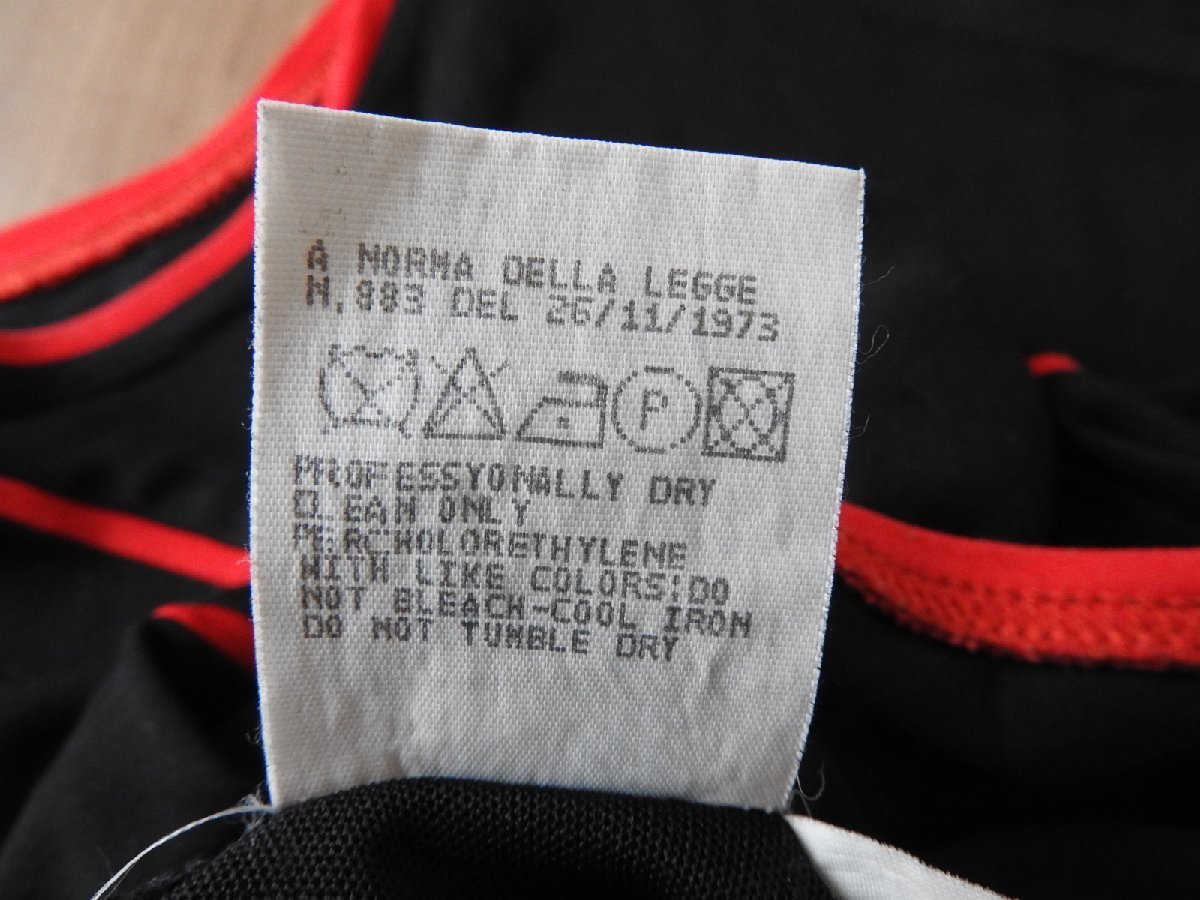 A NORMA DELLA LEGGE
N.883 DEL 26/11/1973
P
PROFESSYONALLY DRY
CLEAN ONLY
PERCHOLORETHYLENE
WITH LIKE COLORS:DO
NOT BLEACH-COOL IRON
DO NOT TUMBLE DRY